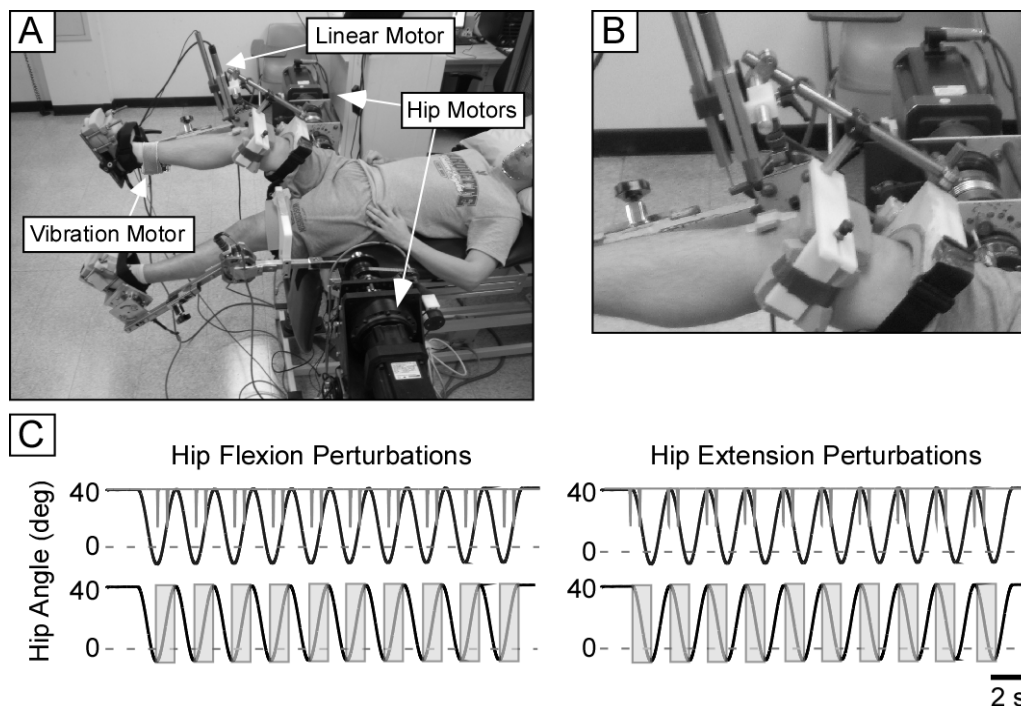 A
Linear Motor
Hip Motors
Vibration Motor
B
C
Hip Flexion Perturbations
Hip Extension Perturbations
Hip Angle (deg)
40
0
40
0
40
0
40
0
2 s